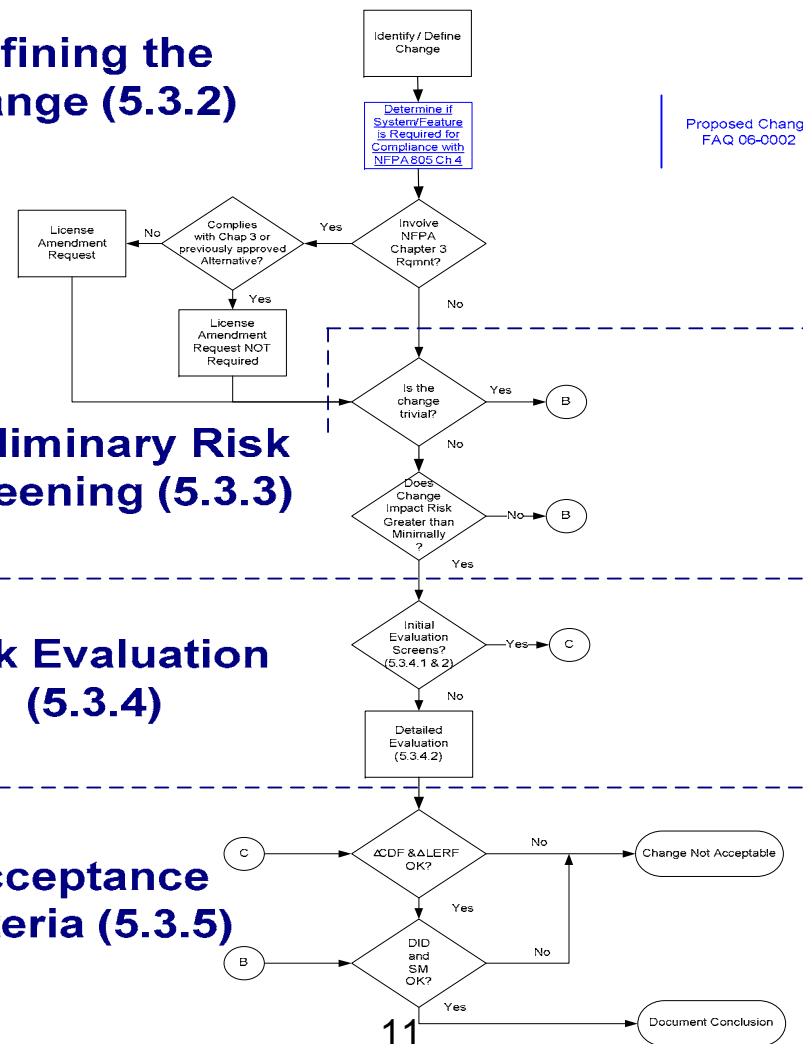 Identify / Define
Change
fining the
ange (5.3.2)
Determine if
System/Feature
is Required for
Compliance with
NFPA 805 Ch 4
Proposed Chang
FAQ 06-0002
License
Amendment
Request
No
Complies
with Chap 3 or
previously approved
Alternative?
Yes
Involve
NFPA
Chapter 3
Rqmnt?
Yes
No
License
Amendment
Request NOT
Required
Is the
change
trivial?
Yes
B
No
liminary Risk
eening (5.3.3)
Does
Change
Impact Risk
Greater than
Minimally
?
No
B
Yes
k Evaluation
(5.3.4)
Initial
Evaluation
Screens?
(5.3.4.1 & 2)
Yes
C
No
Detailed
Evaluation
(5.3.4.2)
cceptance
teria (5.3.5)
C
ΔCDF & ΔLERF
OK?
No
Change Not Acceptable
Yes
B
DID
and
SM
OK?
No
Yes
Document Conclusion
11